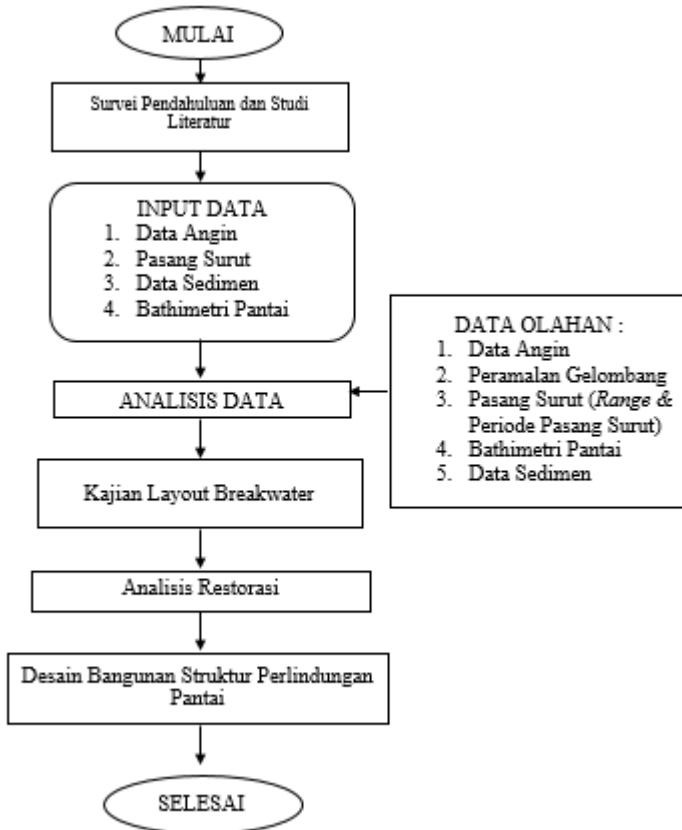 MULAI
Survei Pendahuluan dan Studi
Literatur
INPUT DATA
1. Data Angin
2. Pasang Surut
3. Data Sedimen
4. Bathimetri Pantai
DATA OLAHAN :
1. Data Angin
2. Peramalan Gelombang
3. Pasang Surut (Range &
Periode Pasang Surut)
4. Bathimetri Pantai
5. Data Sedimen
ANALISIS DATA
Kajian Layout Breakwater
Analisis Restorasi
Desain Bangunan Struktur Perlindungan
Pantai
SELESAI